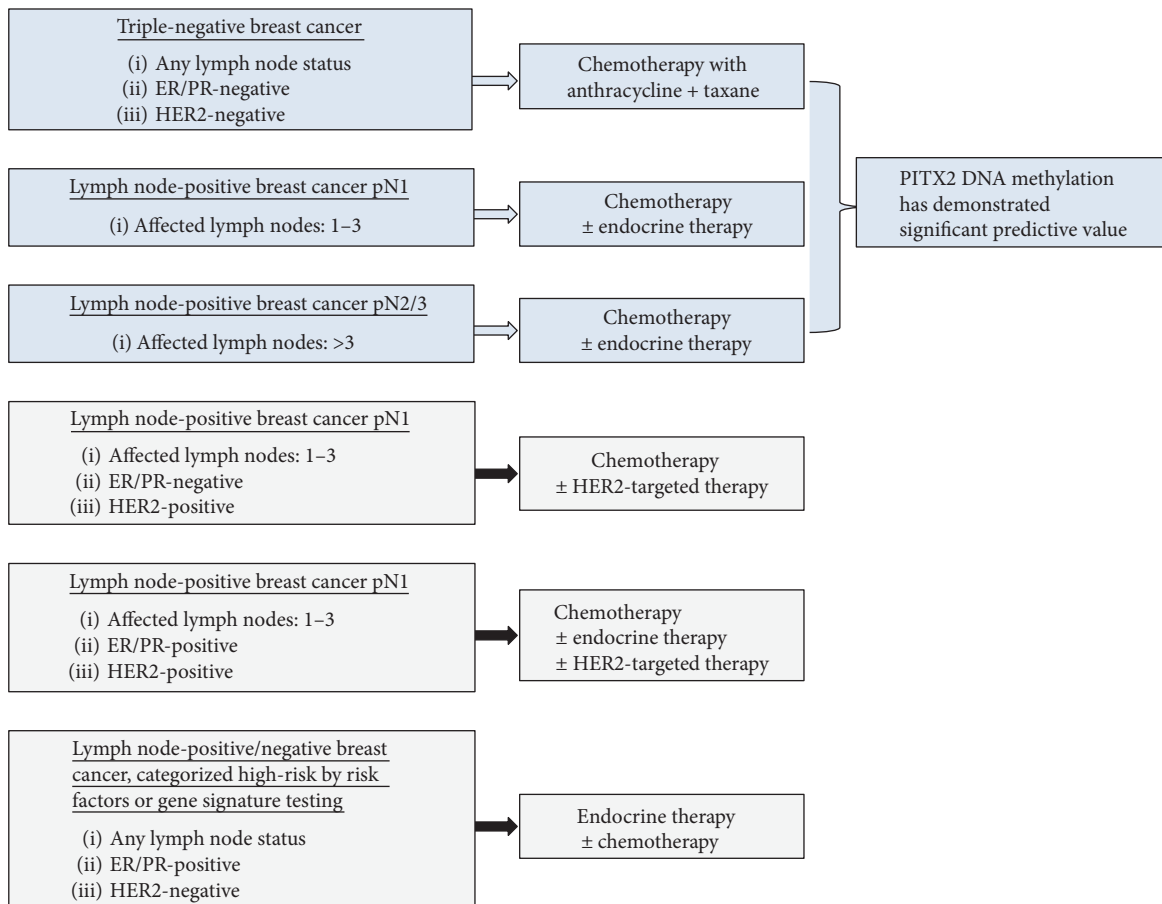 Triple-negative breast cancer
(i) Any lymph node status
(ii) ER/PR-negative
(iii) HER2-negative
Chemotherapy with
anthracycline + taxane
Lymph node-positive breast cancer pN1
(i) Affected lymph nodes: 1–3
Chemotherapy
± endocrine therapy
PITX2 DNA methylation
has demonstrated
significant predictive value
Lymph node-positive breast cancer pN2/3
(i) Affected lymph nodes: >3
Chemotherapy
± endocrine therapy
Lymph node-positive breast cancer pN1
(i) Affected lymph nodes: 1–3
(ii) ER/PR-negative
(iii) HER2-positive
Chemotherapy
± HER2-targeted therapy
Lymph node-positive breast cancer pN1
(i) Affected lymph nodes: 1–3
(ii) ER/PR-positive
(iii) HER2-positive
Chemotherapy
± endocrine therapy
± HER2-targeted therapy
Lymph node-positive/negative breast
cancer, categorized high-risk by risk
factors or gene signature testing
(i) Any lymph node status
(ii) ER/PR-positive
(iii) HER2-negative
Endocrine therapy
± chemotherapy